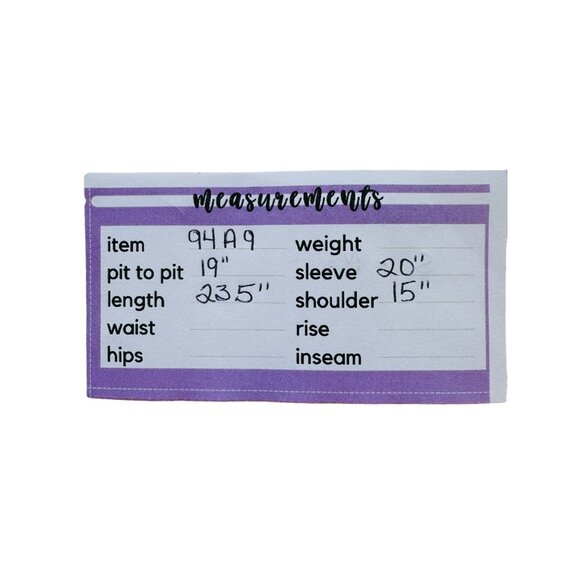 measurements
item 94A9 weight
pit to pit 19" sleeve 20"
length 23.5" shoulder 15"
waist rise
hips inseam